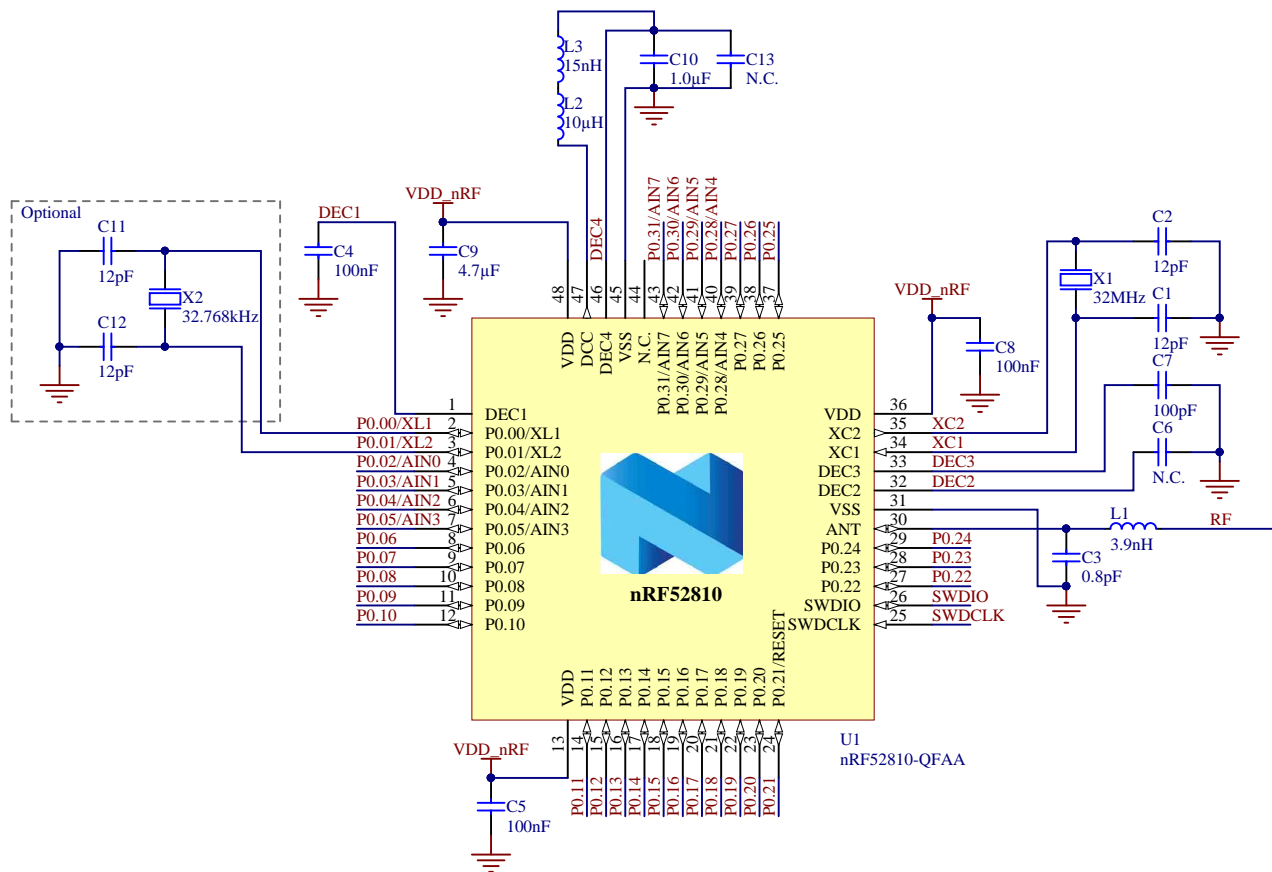 L3
15nH
L2
10µH
C10
1.0µF
C13
N.C.
Optional
C11
12pF
X2
32.768kHz
C12
12pF
DEC1
C4
100nF
VDD_nRF
C9
4.7µF
DEC4
P0.31/AIN7
P0.30/AIN6
P0.29/AIN5
P0.28/AIN4
P0.27
P0.26
P0.25
48
47
46
45
44
43
42
41
40
39
38
37
VDD
DCC
DEC4
VSS
N.C.
P0.31/AIN7
P0.30/AIN6
P0.29/AIN5
P0.28/AIN4
P0.27
P0.26
P0.25
VDD_nRF
C8
100nF
C2
12pF
X1
32MHz
C1
12pF
C7
100pF
C6
N.C.
1 DEC1
P0.00/XL1 2 P0.00/XL1
P0.01/XL2 3 P0.01/XL2
P0.02/AIN0 4 P0.02/AIN0
P0.03/AIN1 5 P0.03/AIN1
P0.04/AIN2 6 P0.04/AIN2
P0.05/AIN3 7 P0.05/AIN3
P0.06 8 P0.06
P0.07 9 P0.07
P0.08 10 P0.08
P0.09 11 P0.09
P0.10 12 P0.10
nRF52810
VDD 36
XC2 35 XC2
XC1 34 XC1
DEC3 33 DEC3
DEC2 32 DEC2
VSS 31
ANT 30
P0.24 29 P0.24
P0.23 28 P0.23
P0.22 27 P0.22
SWDIO 26 SWDIO
SWDCLK 25 SWDCLK
L1
3.9nH
RF
C3
0.8pF
VDD
P0.11
P0.12
P0.13
P0.14
P0.15
P0.16
P0.17
P0.18
P0.19
P0.20
P0.21/RESET
13
14
15
16
17
18
19
20
21
22
23
24
P0.11
P0.12
P0.13
P0.14
P0.15
P0.16
P0.17
P0.18
P0.19
P0.20
P0.21
VDD_nRF
C5
100nF
U1
nRF52810-QFAA